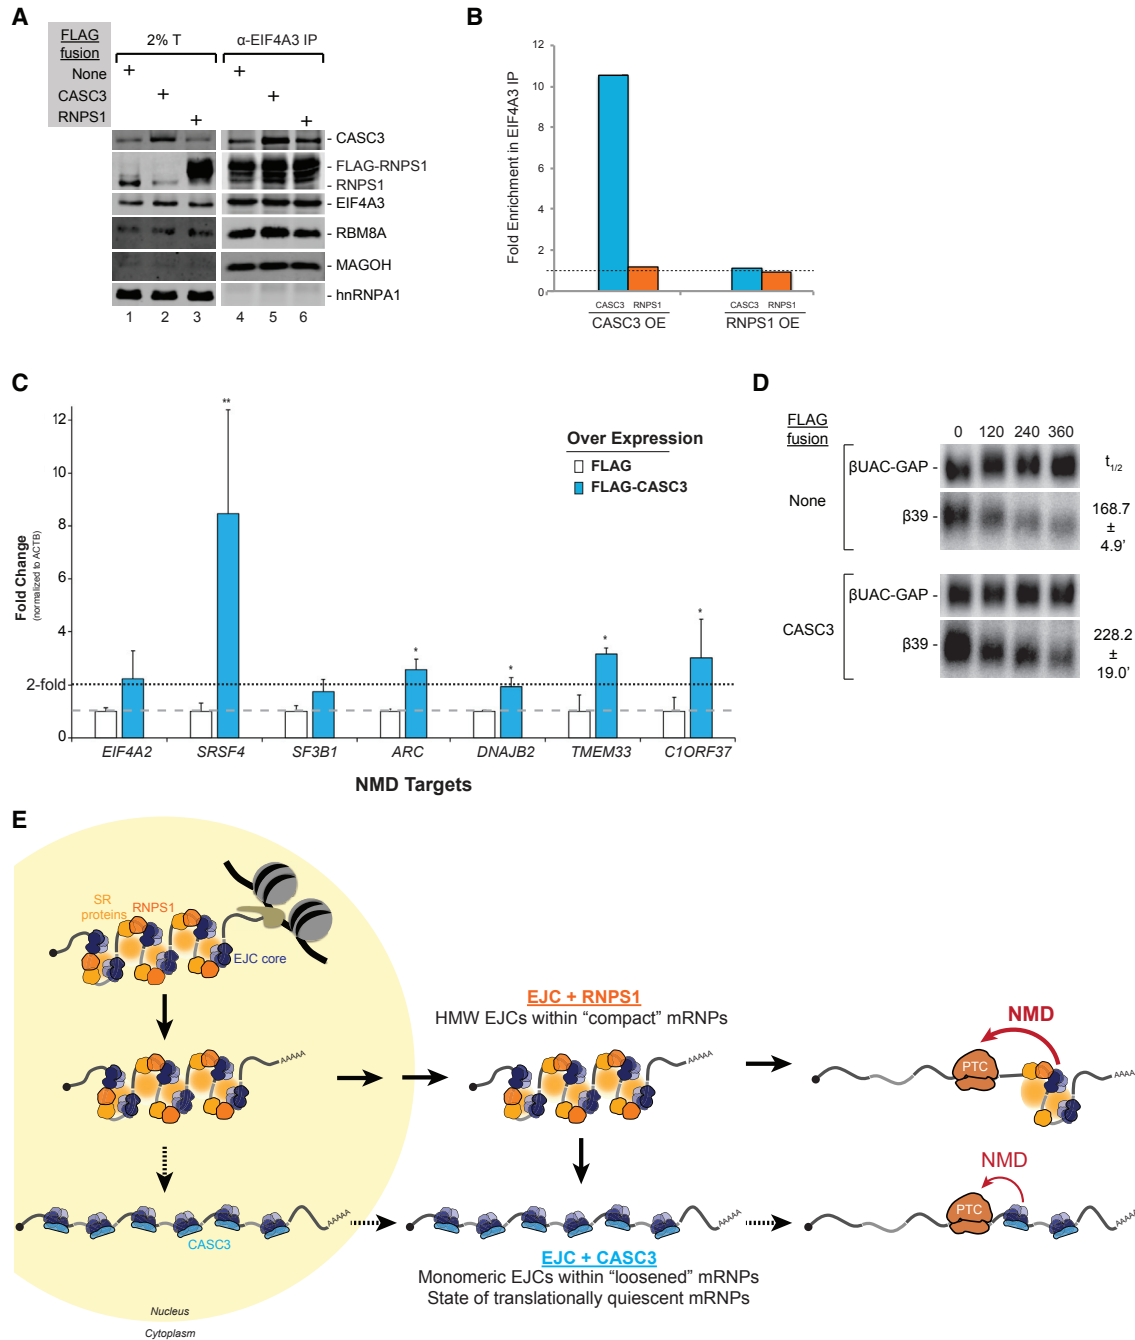 A
FLAG
fusion
2% T
α-EIF4A3 IP
None + +
CASC3 + +
RNPS1 + +
- CASC3
- FLAG-RNPS1
- RNPS1
- EIF4A3
- RBM8A
- MAGOH
- hnRNPA1
1 2 3 4 5 6
B
Fold Enrichment in EIF4A3 IP
12
10
8
6
4
2
0
CASC3 RNPS1 CASC3 RNPS1
CASC3 OE RNPS1 OE
C
Fold Change
(normalized to ACTB)
12
10
8
6
4
2-fold
0
** * * * *
Over Expression
FLAG
FLAG-CASC3
EIF4A2 SRSF4 SF3B1 ARC DNAJB2 TMEM33 C1ORF37
NMD Targets
D
FLAG
fusion
0 120 240 360
t1/2
None
βUAC-GAP -
β39
168.7
±
4.9'
CASC3
βUAC-GAP -
β39
228.2
±
19.0'
E
SR
proteins
RNPS1
EJC core
AAAAA
CASC3
AAAAA
Nucleus
Cytoplasm
EJC + RNPS1
HMW EJCs within “compact” mRNPs
AAAAA
AAAAA
EJC + CASC3
Monomeric EJCs within “loosened” mRNPs
State of translationally quiescent mRNPs
NMD
PTC
AAAAA
NMD
PTC
AAAAA